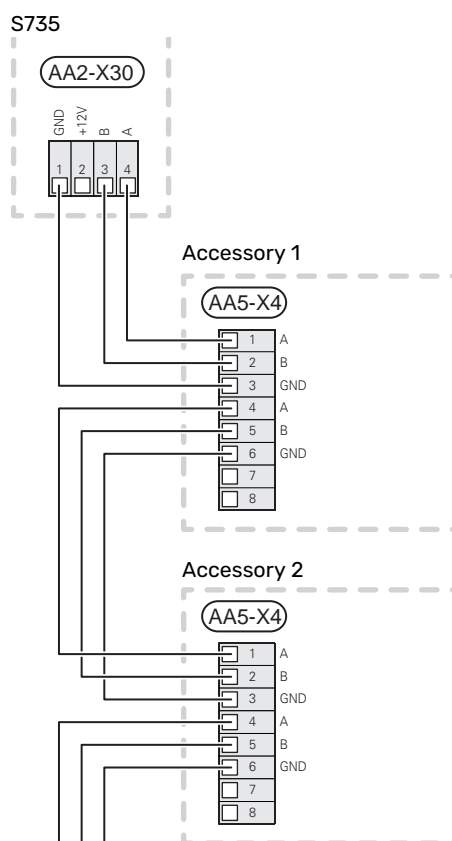 S735
AA2-X30
GND
+12V
B
A
1 2 3 4
Accessory 1
AA5-X4
1 A
2 B
3 GND
4 A
5 B
6 GND
7
8
Accessory 2
AA5-X4
1 A
2 B
3 GND
4 A
5 B
6 GND
7
8